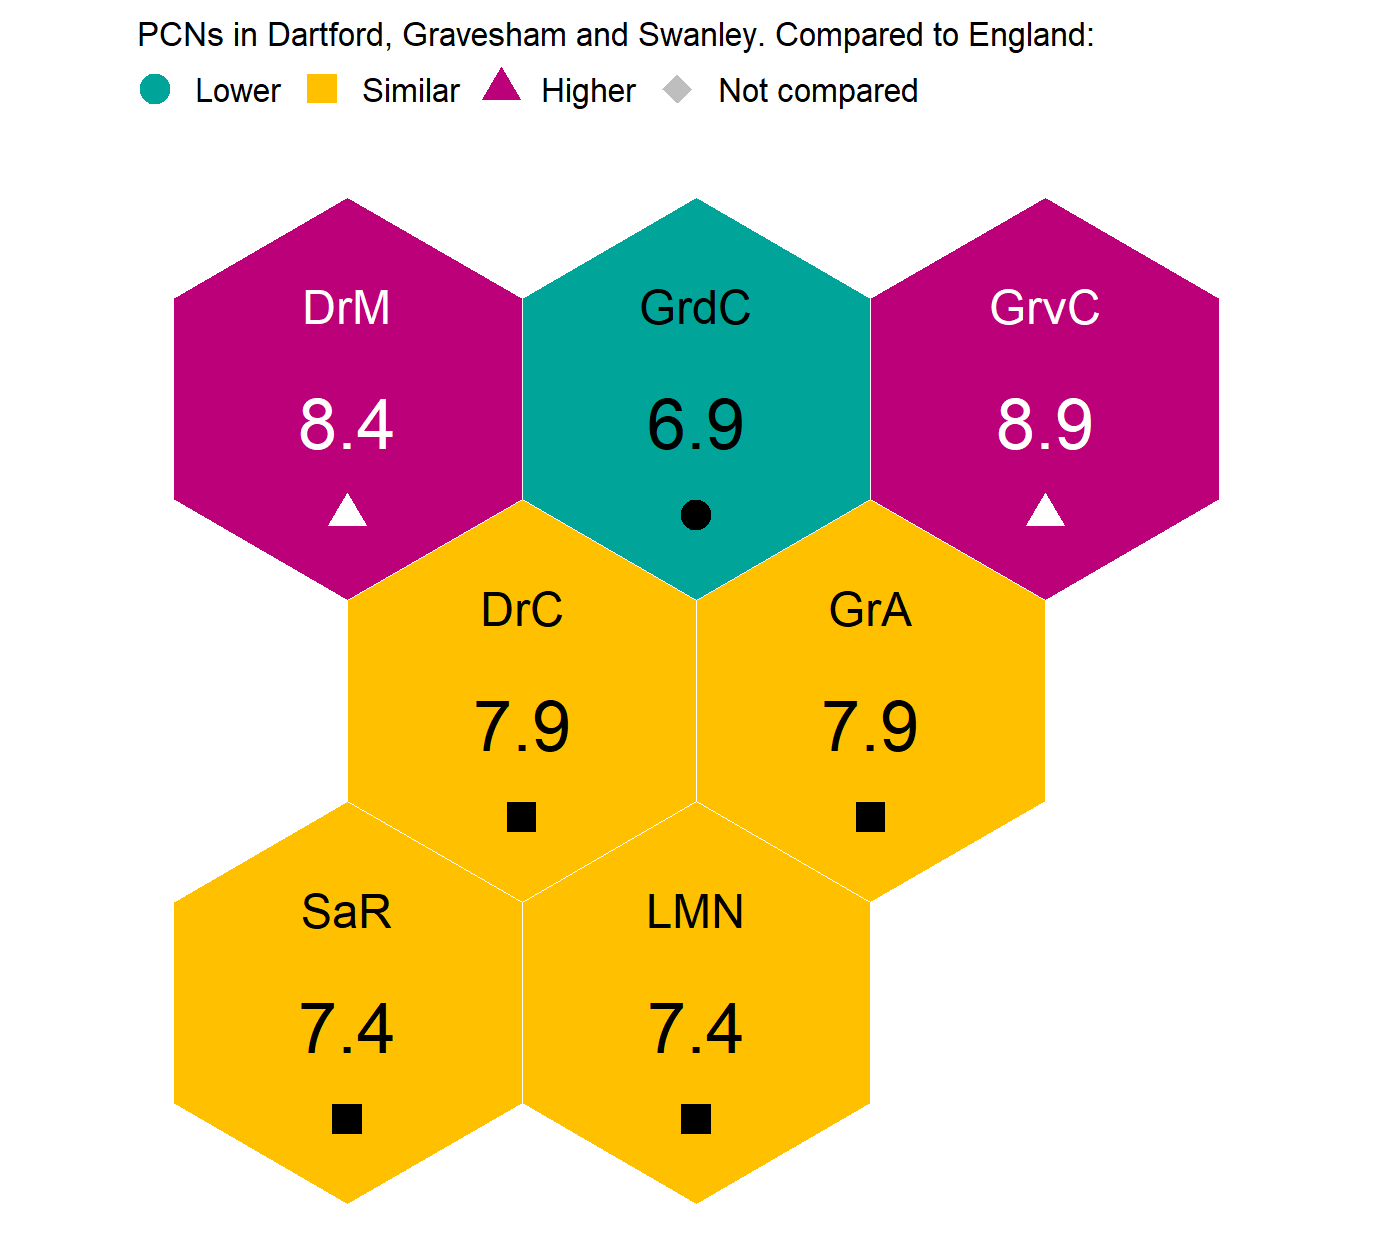 PCNs in Dartford, Gravesham and Swanley. Compared to England:
Lower Similar Higher Not compared
DrM GrdC GrvC
8.4 6.9 8.9
DrC GrA
7.9 7.9
SaR LMN
7.4 7.4